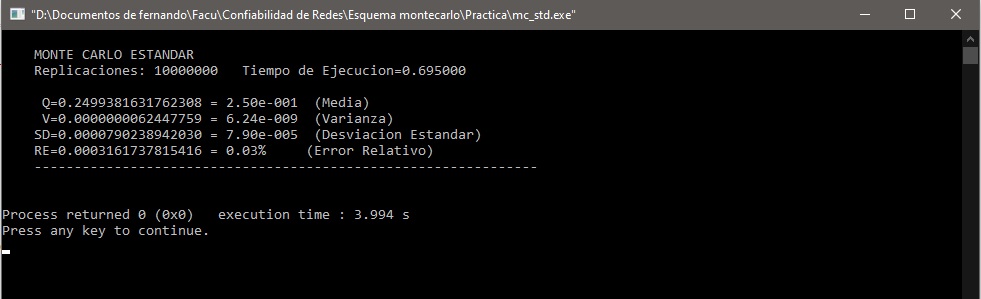 "D:\Documentos de fernando\Facu\Confiabilidad de Redes\Esquema montecarlo\Practica\mc_std.exe"
MONTE CARLO ESTANDAR
Replicaciones: 10000000   Tiempo de Ejecucion=0.695000
Q=0.2499381631762308 = 2.50e-001  (Media)
V=0.0000000062447759 = 6.24e-009  (Varianza)
SD=0.0000790238942030 = 7.90e-005  (Desviacion Estandar)
RE=0.0003161737815416 = 0.03%     (Error Relativo)
--------------------------------------------------------------
Process returned 0 (0x0)   execution time : 3.994 s
Press any key to continue.